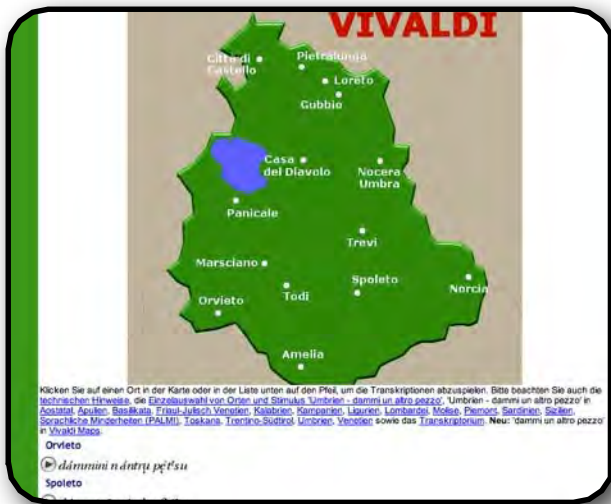 VIVALDI
Città di
Castello
Pietralunga
Loreto
Gubbio
Casa
del Diavolo
Nocera
Umbra
Panicale
Trevi
Marsciano
Todi
Spoleto
Norcia
Orvieto
Amelia
Klicken Sie auf einen Ort in der Karte oder in der Liste unten auf den Pfeil, um die Transkriptionen abzuspielen. Bitte beachten Sie auch die
technischen Hinweise, die Einzelauswahl von Orten und Stimulus 'Umbrien - dammi un altro pezzo', 'Umbrien - dammi un altro pezzo' in
Aostatal, Apulien, Basilikata, Friaul-Julisch Venetien, Kalabrien, Kampanien, Ligurien, Lombardei, Molise, Piemont, Sardinien, Sizilien,
Sprachliche Minderheiten (PALMI), Toskana, Trentino-Südtirol, Umbrien, Venetien sowie das Transkriptorium. Neu: 'dammi un altro pezzo'
in Vivaldi Maps.
Orvieto
dámmini n ántrụ pẹ́tˢsu
Spoleto